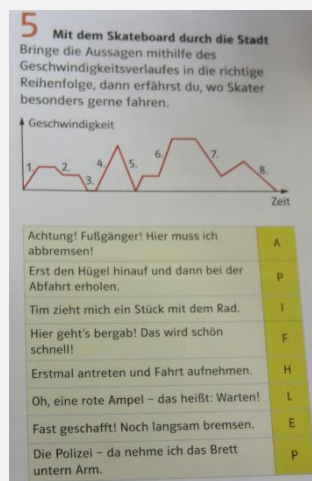 5 Mit dem Skateboard durch die Stadt
Bringe die Aussagen mithilfe des
Geschwindigkeitsverlaufes in die richtige
Reihenfolge, dann erfährst du, wo Skater
besonders gerne fahren.
Geschwindigkeit
1. 2. 3. 4. 5. 6. 7. 8.
Zeit
Achtung! Fußgänger! Hier muss ich A
abbremsen!
Erst den Hügel hinauf und dann bei der P
Abfahrt erholen.
Tim zieht mich ein Stück mit dem Rad. I
Hier geht's bergab! Das wird schön F
schnell!
Erstmal antreten und Fahrt aufnehmen. H
Oh, eine rote Ampel – das heißt: Warten! L
Fast geschafft! Noch langsam bremsen. E
Die Polizei – da nehme ich das Brett P
untern Arm.